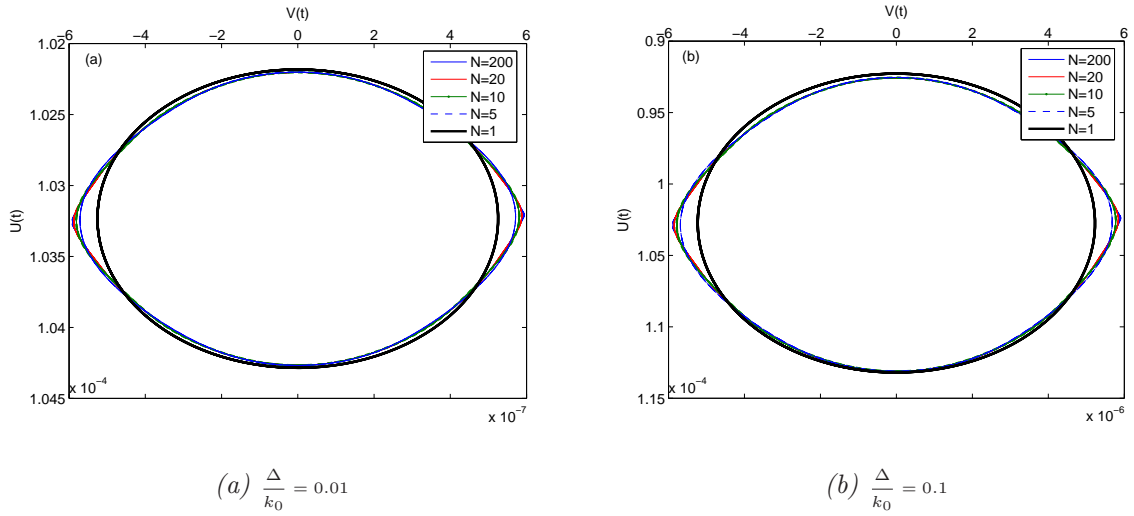 V(t)
−6 −4 −2 0 2 4 6
(a)
N=200
N=20
N=10
N=5
N=1
U(t)
1.02
1.025
1.03
1.035
1.04
1.045
x 10⁻⁴
x 10⁻⁷
(a) Δ/k₀ = 0.01
V(t)
−6 −4 −2 0 2 4 6
(b)
N=200
N=20
N=10
N=5
N=1
U(t)
0.9
0.95
1
1.05
1.1
1.15
x 10⁻⁴
x 10⁻⁶
(b) Δ/k₀ = 0.1